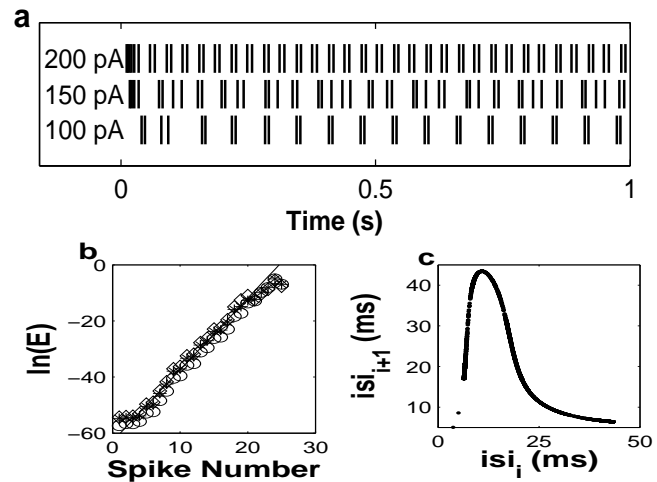 a
200 pA
150 pA
100 pA
0 0.5 1
Time (s)
b
0
−20
−40
−60
0 10 20 30
ln(E)
Spike Number
c
40
30
20
10
0 25 50
isi_{i+1} (ms)
isi_i (ms)